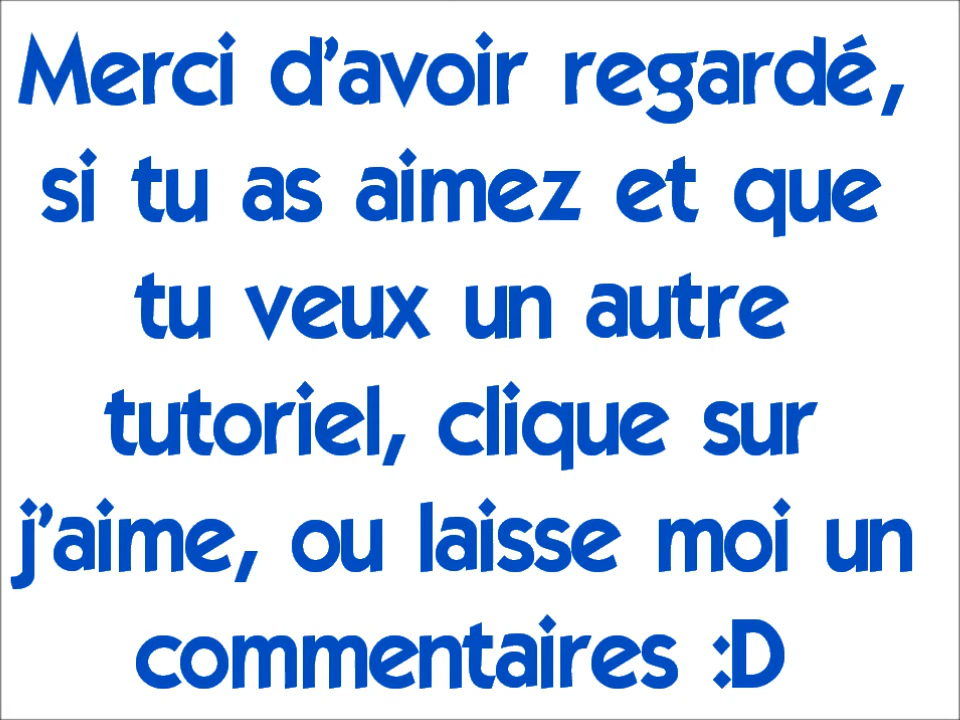 Merci d'avoir regardé,
si tu as aimez et que
tu veux un autre
tutoriel, clique sur
j'aime, ou laisse moi un
commentaires :D